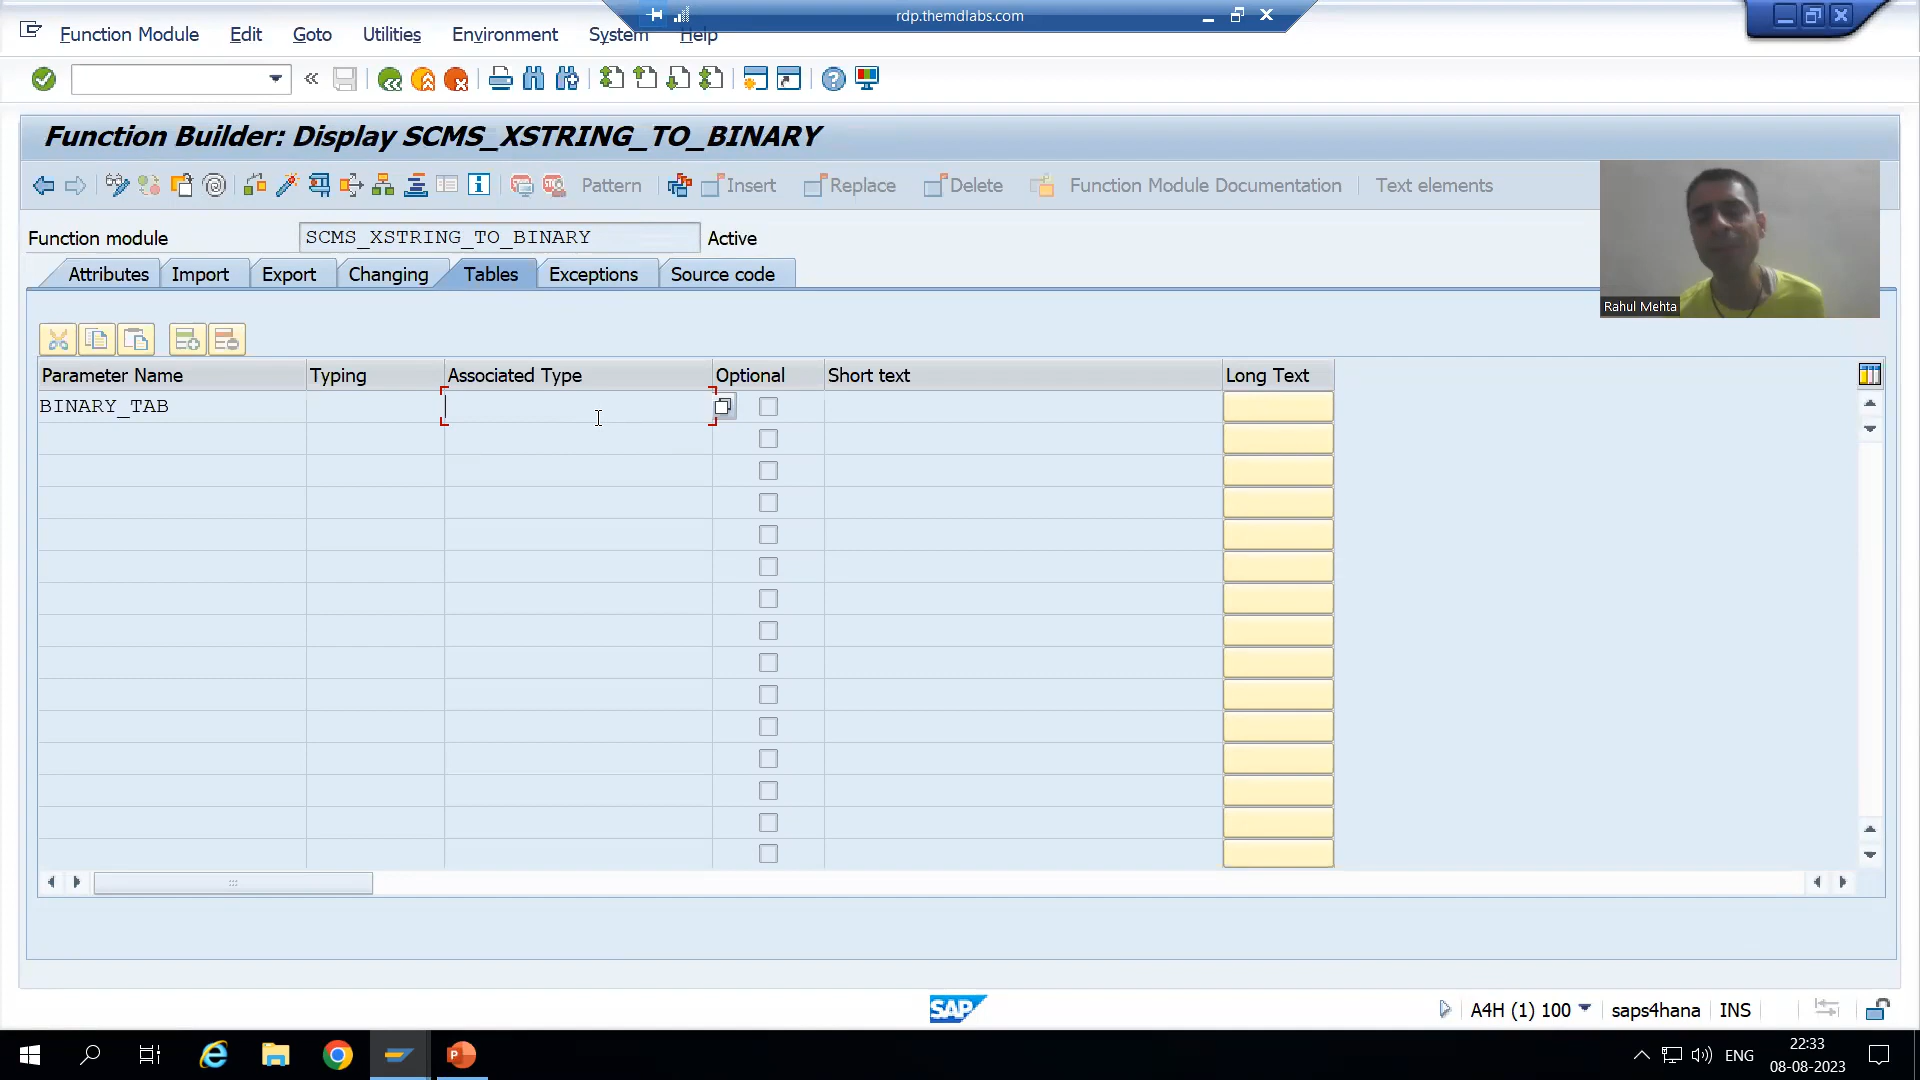 rdp.themdlabs.com
Function Module Edit Goto Utilities Environment System Help
Function Builder: Display SCMS_XSTRING_TO_BINARY
Pattern Insert Replace Delete Function Module Documentation Text elements
Function module SCMS_XSTRING_TO_BINARY Active
Attributes Import Export Changing Tables Exceptions Source code
Rahul Mehta
Parameter Name Typing Associated Type Optional Short text Long Text
BINARY_TAB
SAP
A4H (1) 100 saps4hana INS
ENG
22:33
08-08-2023